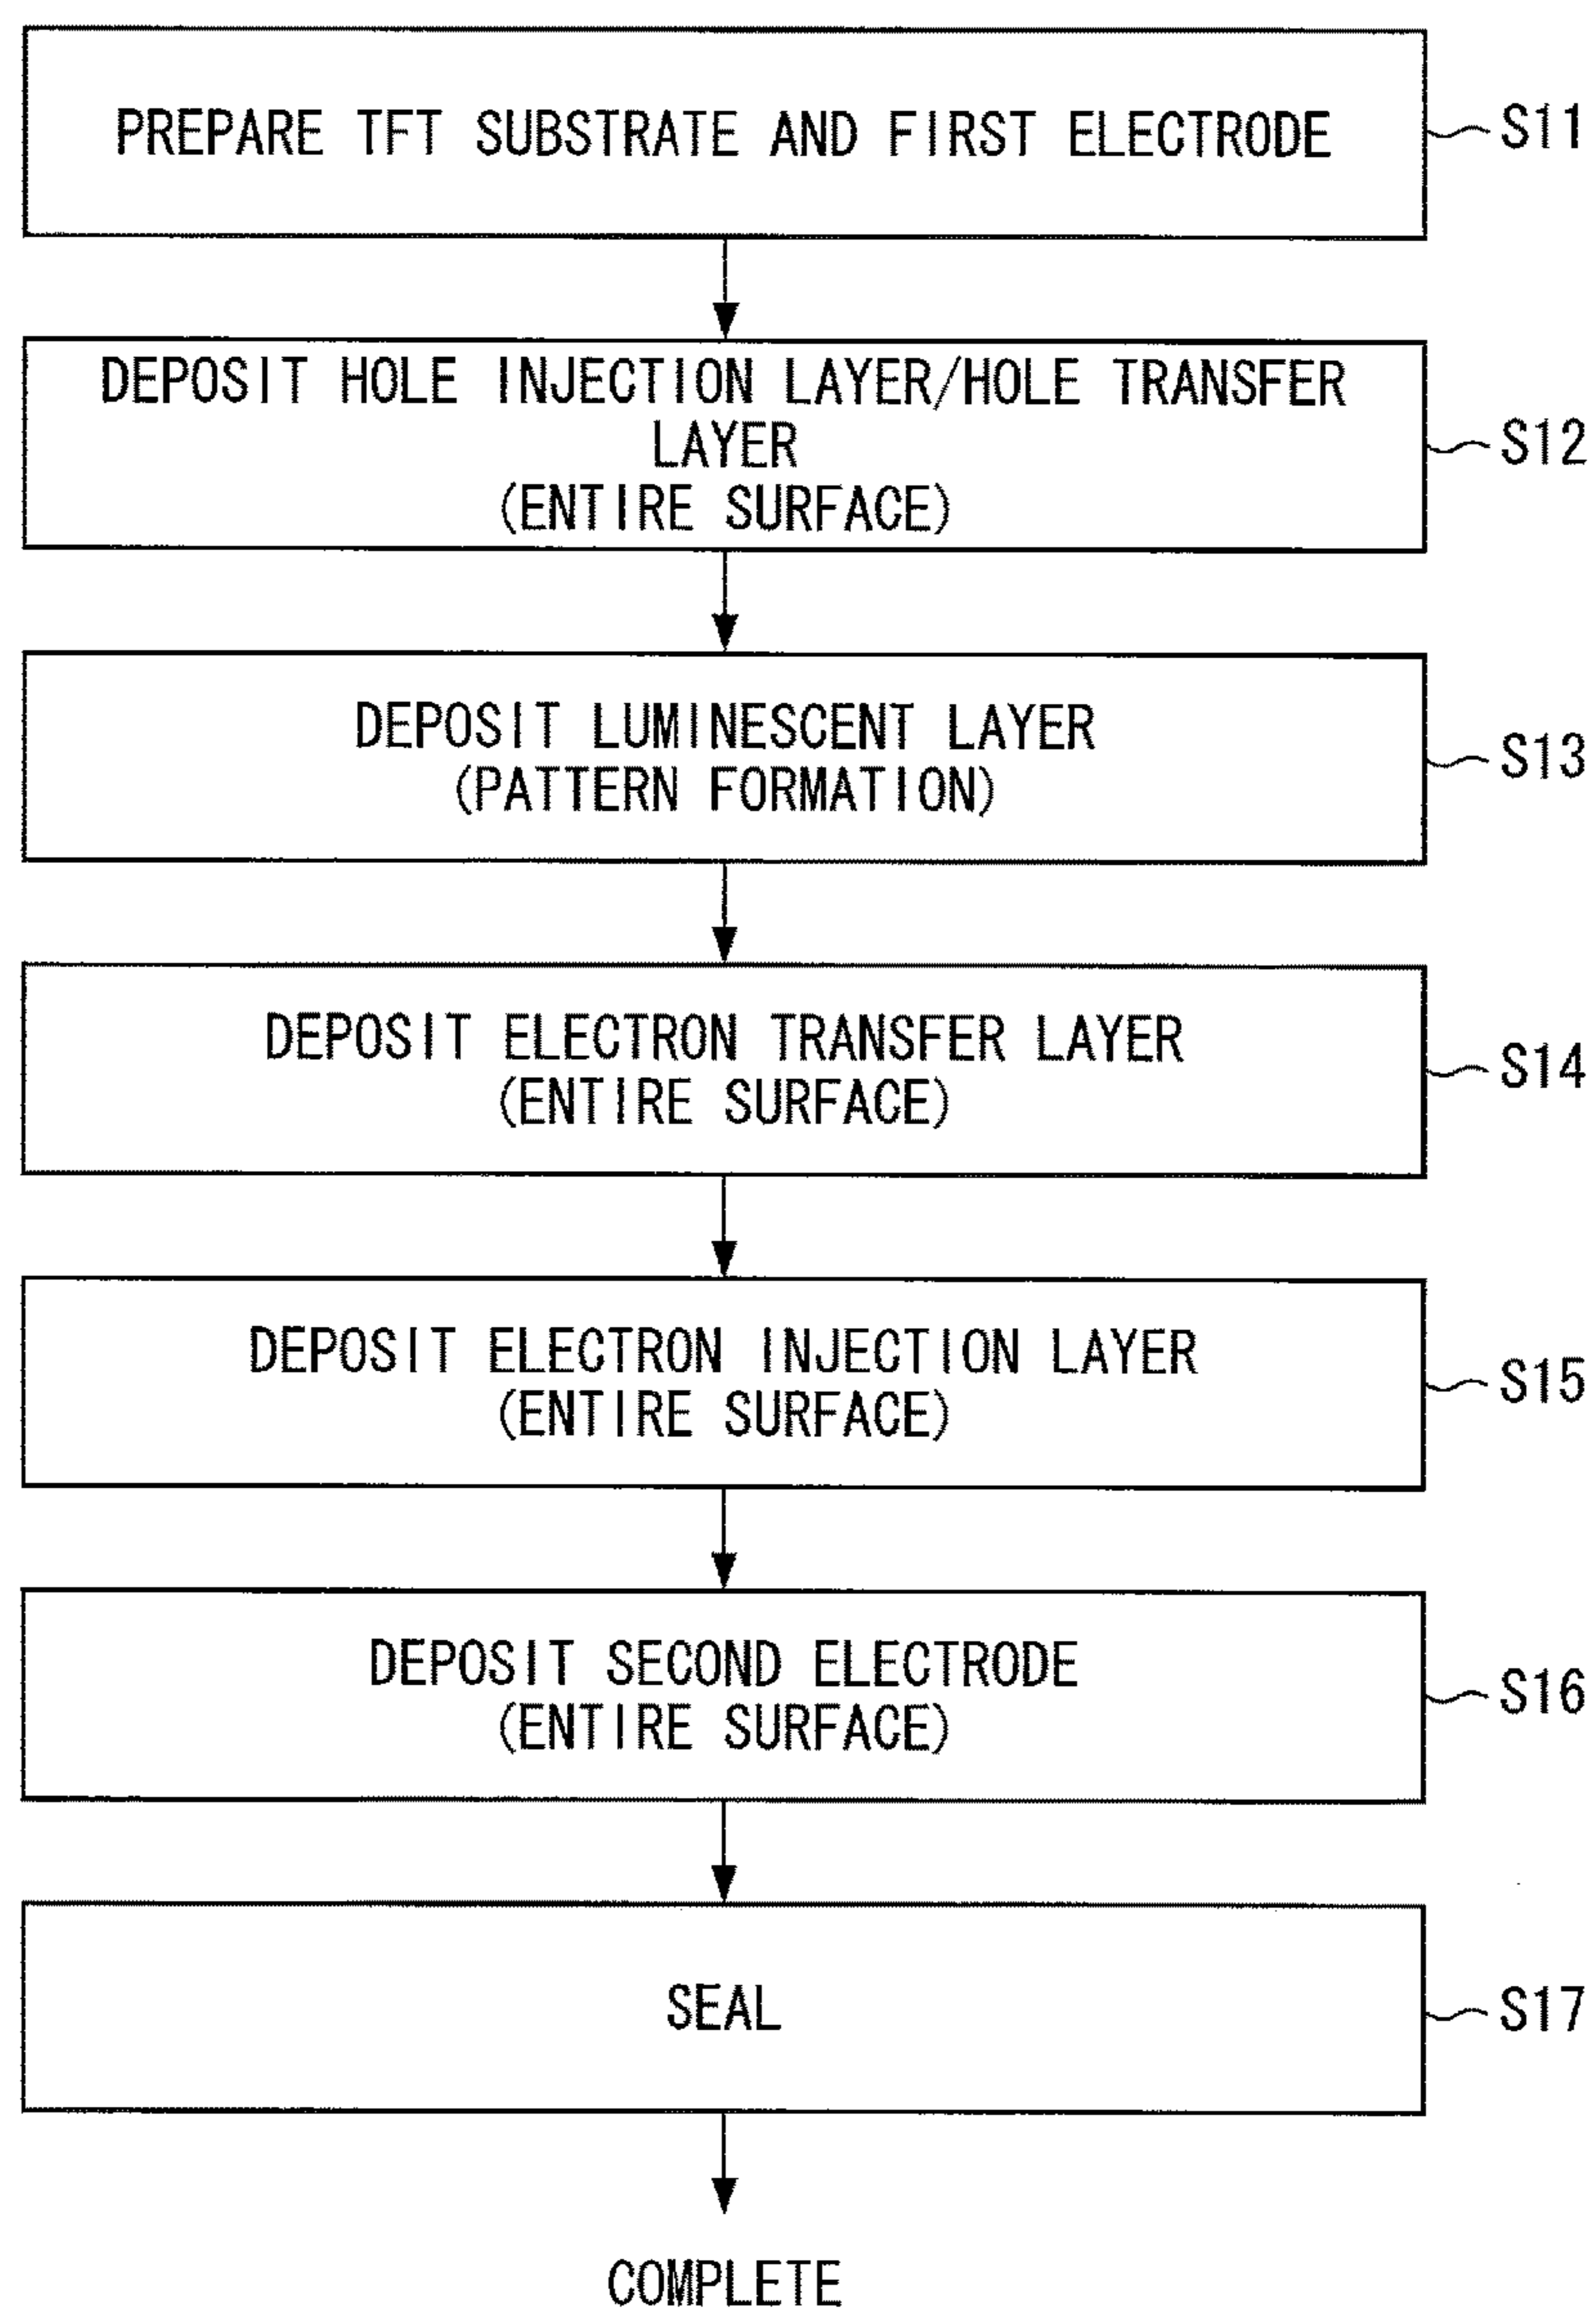 PREPARE TFT SUBSTRATE AND FIRST ELECTRODE
S11
DEPOSIT HOLE INJECTION LAYER/HOLE TRANSFER
LAYER
(ENTIRE SURFACE)
S12
DEPOSIT LUMINESCENT LAYER
(PATTERN FORMATION)
S13
DEPOSIT ELECTRON TRANSFER LAYER
(ENTIRE SURFACE)
S14
DEPOSIT ELECTRON INJECTION LAYER
(ENTIRE SURFACE)
S15
DEPOSIT SECOND ELECTRODE
(ENTIRE SURFACE)
S16
SEAL
S17
COMPLETE